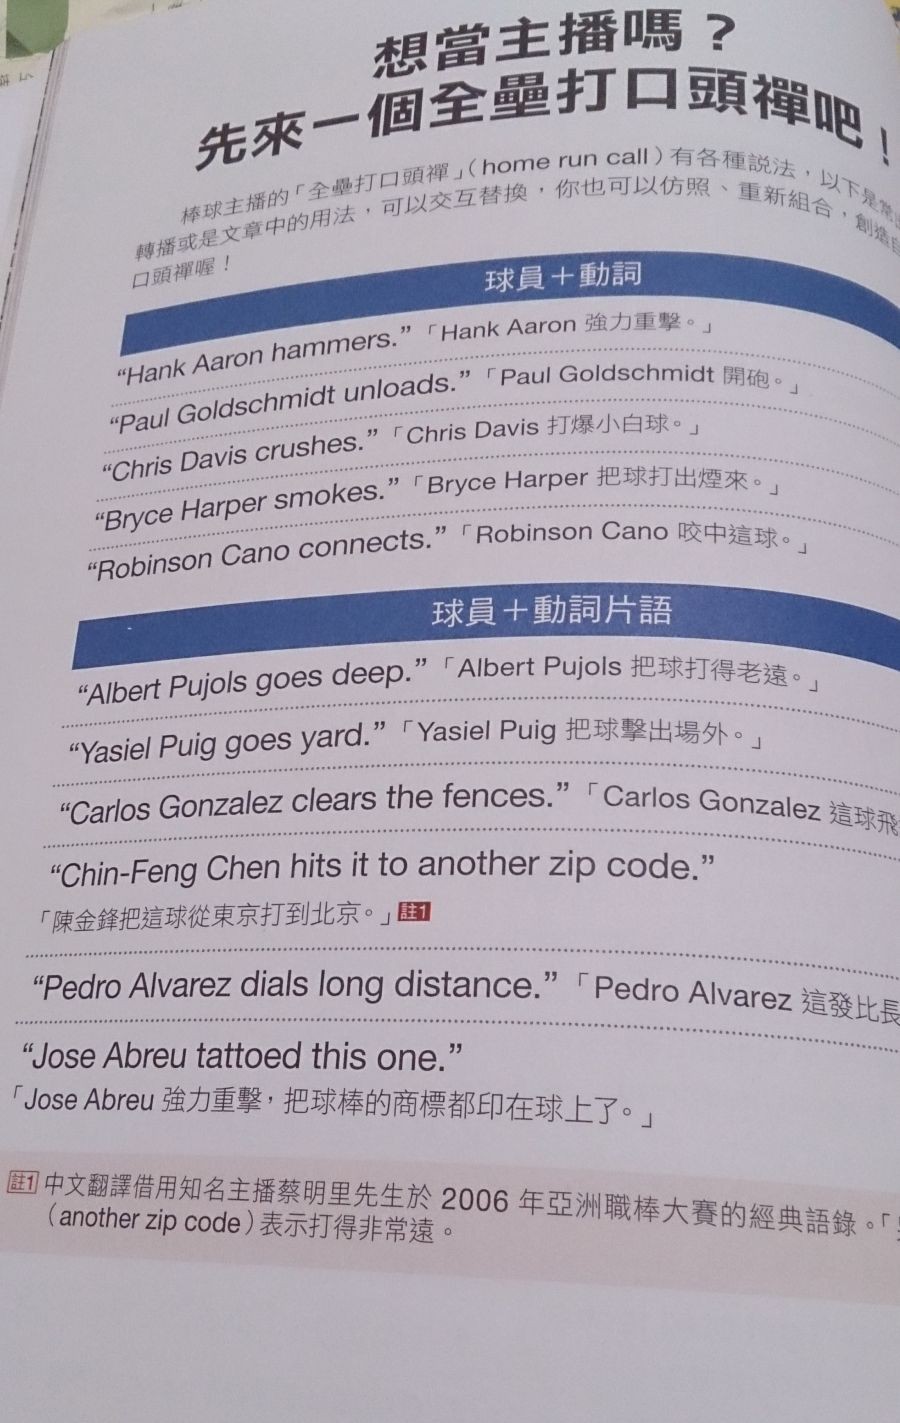 想當主播嗎？
先來一個全壘打口頭禪吧！
棒球主播的「全壘打口頭禪」（home run call）有各種說法，以下是常
轉播或是文章中的用法，可以交互替換，你也可以仿照、重新組合，創造
口頭禪喔！
球員＋動詞
“Hank Aaron hammers.”「Hank Aaron 強力重擊。」
“Paul Goldschmidt unloads.”「Paul Goldschmidt 開砲。」
“Chris Davis crushes.”「Chris Davis 打爆小白球。」
“Bryce Harper smokes.”「Bryce Harper 把球打出煙來。」
“Robinson Cano connects.”「Robinson Cano 咬中這球。」
球員＋動詞片語
“Albert Pujols goes deep.”「Albert Pujols 把球打得老遠。」
“Yasiel Puig goes yard.”「Yasiel Puig 把球擊出場外。」
“Carlos Gonzalez clears the fences.”「Carlos Gonzalez 這球飛
“Chin-Feng Chen hits it to another zip code.”
「陳金鋒把這球從東京打到北京。」註1
“Pedro Alvarez dials long distance.”「Pedro Alvarez 這發比長
“Jose Abreu tattoed this one.”
「Jose Abreu 強力重擊，把球棒的商標都印在球上了。」
註1 中文翻譯借用知名主播蔡明里先生於 2006 年亞洲職棒大賽的經典語錄。「
（another zip code）表示打得非常遠。